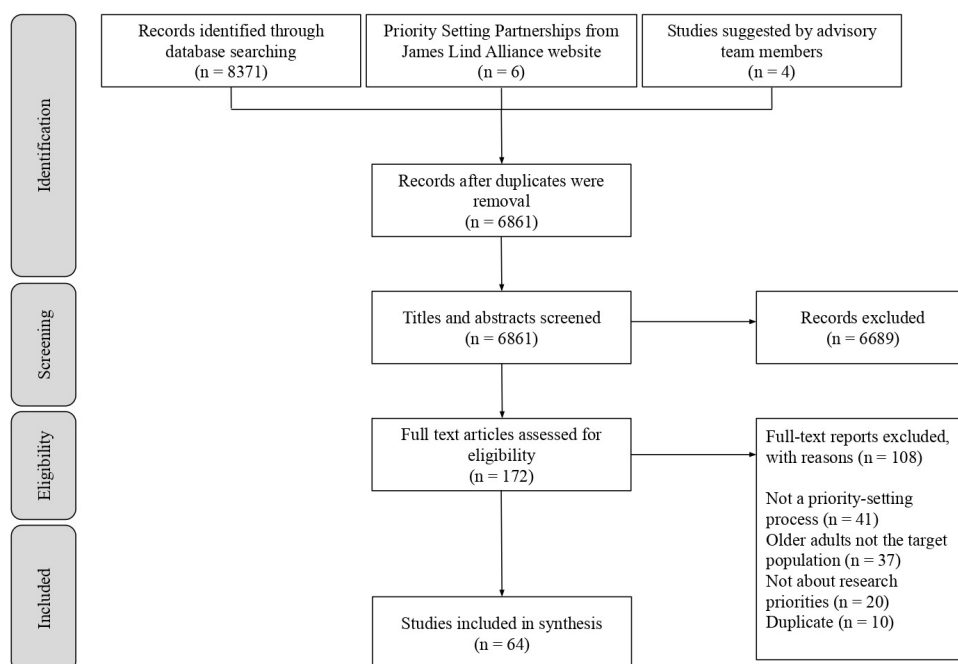 Records identified through
database searching
(n = 8371)
Priority Setting Partnerships from
James Lind Alliance website
(n = 6)
Studies suggested by advisory
team members
(n = 4)
Identification
Records after duplicates were
removal
(n = 6861)
Screening
Titles and abstracts screened
(n = 6861)
Records excluded
(n = 6689)
Eligibility
Full text articles assessed for
eligibility
(n = 172)
Full-text reports excluded,
with reasons (n = 108)
Not a priority-setting
process (n = 41)
Older adults not the target
population (n = 37)
Not about research
priorities (n = 20)
Duplicate (n = 10)
Included
Studies included in synthesis
(n = 64)